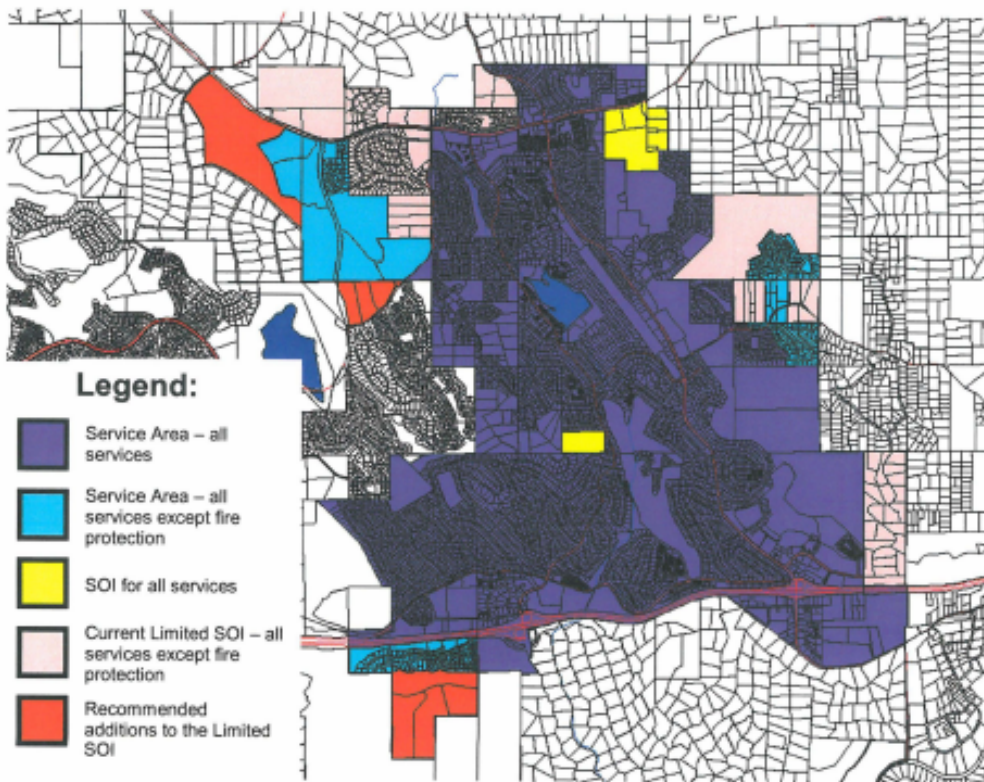 Legend:
Service Area – all
services
Service Area – all
services except fire
protection
SOI for all services
Current Limited SOI – all
services except fire
protection
Recommended
additions to the Limited
SOI